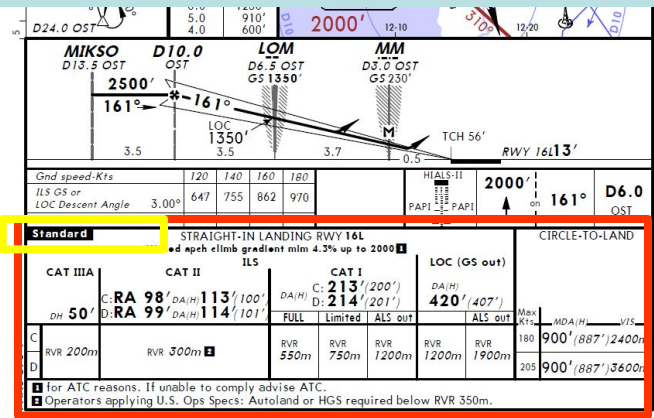 D24.0 OST
5.0 910'
4.0 600'
D10
2000'
12-10
310°
12-20
D10
MIKSO D10.0 LOM MM
D13.5 OST OST D6.5 OST D3.0 OST
GS 1350' GS 230'
2500'
161° 161°
LOC
1350'
M
TCH 56'
RWY 16L 13'
3.5 3.5 3.7 0.5
Gnd speed-Kts 120 140 160 180
ILS GS or
LOC Descent Angle 3.00° 647 755 862 970
HIALS-II
PAPI PAPI
2000' on 161° D6.0
OST
Standard
STRAIGHT-IN LANDING RWY 16L
CIRCLE-TO-LAND
apch climb gradient mim 4.3% up to 2000 1
ILS
LOC (GS out)
CAT IIIA CAT II CAT I
DH 50'
C: RA 98' DA(H) 113' (100')
D: RA 99' DA(H) 114' (101')
DA(H) C: 213' (200')
D: 214' (201')
DA(H)
420' (407')
FULL Limited ALS out ALS out
Max
Kts MDA(H) VIS
C
D
RVR 200m
RVR 300m 2
RVR
550m
RVR
750m
RVR
1200m
RVR
1200m
RVR
1900m
180 900' (887') 2400m
205 900' (887') 3600m
1 for ATC reasons. If unable to comply advise ATC.
2 Operators applying U.S. Ops Specs: Autoland or HGS required below RVR 350m.